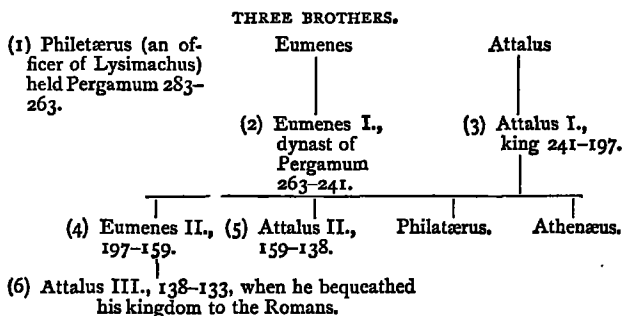 THREE BROTHERS.
(1) Philetærus (an of-
ficer of Lysimachus)
held Pergamum 283–
263.
Eumenes
Attalus
(2) Eumenes I.,
dynast of
Pergamum
263–241.
(3) Attalus I.,
king 241–197.
(4) Eumenes II.,
197–159.
(5) Attalus II.,
159–138.
Philatærus.
Athenæus.
(6) Attalus III., 138–133, when he bequcathed
his kingdom to the Romans.